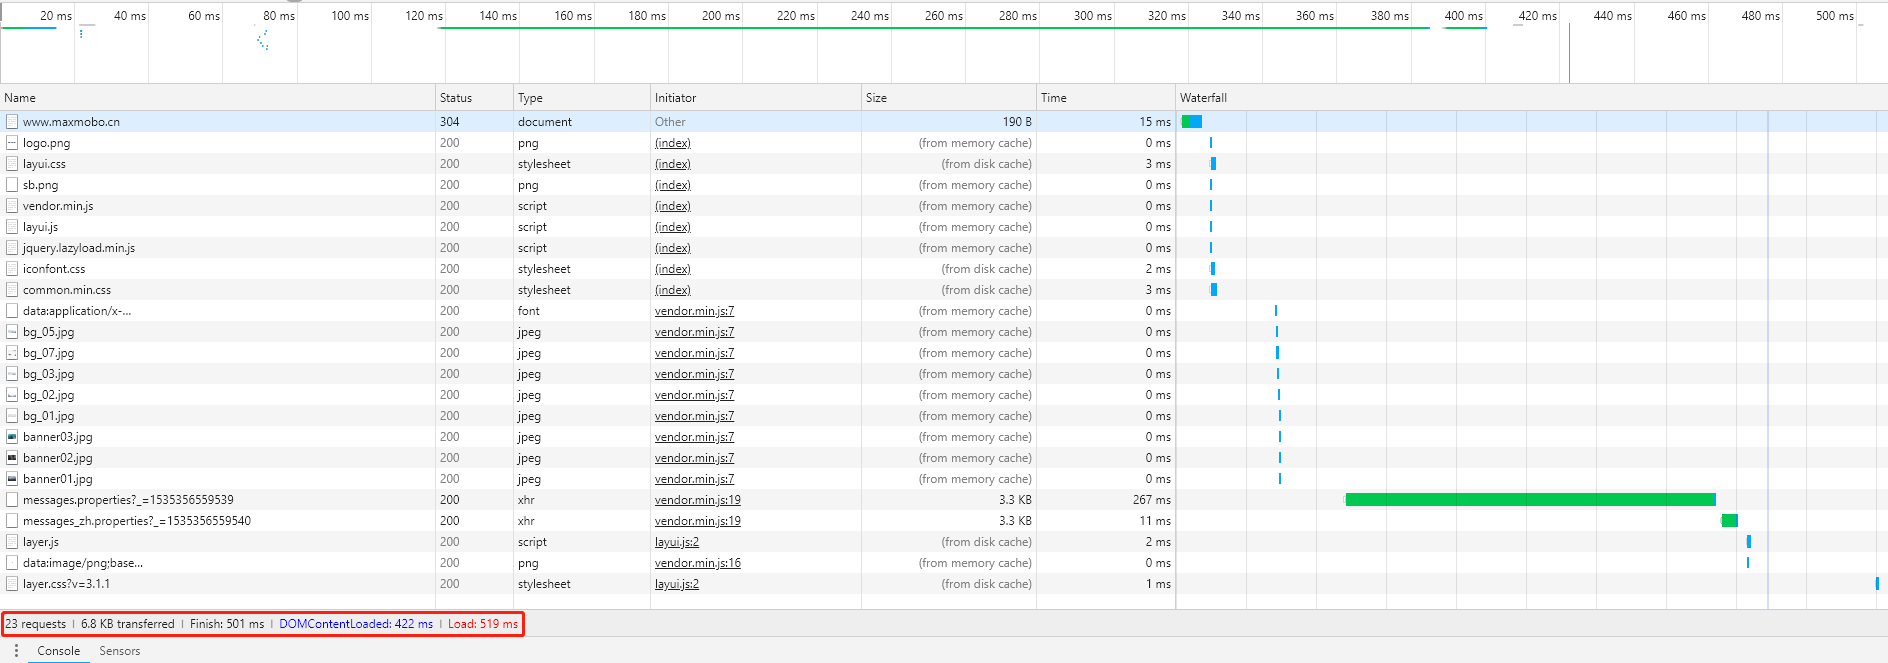 20 ms 40 ms 60 ms 80 ms 100 ms 120 ms 140 ms 160 ms 180 ms 200 ms 220 ms 240 ms 260 ms 280 ms 300 ms 320 ms 340 ms 360 ms 380 ms 400 ms 420 ms 440 ms 460 ms 480 ms 500 ms
Name Status Type Initiator Size Time Waterfall
www.maxmobo.cn 304 document Other 190 B 15 ms
logo.png 200 png (index) (from memory cache) 0 ms
layui.css 200 stylesheet (index) (from disk cache) 3 ms
sb.png 200 png (index) (from memory cache) 0 ms
vendor.min.js 200 script (index) (from memory cache) 0 ms
layui.js 200 script (index) (from memory cache) 0 ms
jquery.lazyload.min.js 200 script (index) (from memory cache) 0 ms
iconfont.css 200 stylesheet (index) (from disk cache) 2 ms
common.min.css 200 stylesheet (index) (from disk cache) 3 ms
data:application/x-... 200 font vendor.min.js:7 (from memory cache) 0 ms
bg_05.jpg 200 jpeg vendor.min.js:7 (from memory cache) 0 ms
bg_07.jpg 200 jpeg vendor.min.js:7 (from memory cache) 0 ms
bg_03.jpg 200 jpeg vendor.min.js:7 (from memory cache) 0 ms
bg_02.jpg 200 jpeg vendor.min.js:7 (from memory cache) 0 ms
bg_01.jpg 200 jpeg vendor.min.js:7 (from memory cache) 0 ms
banner03.jpg 200 jpeg vendor.min.js:7 (from memory cache) 0 ms
banner02.jpg 200 jpeg vendor.min.js:7 (from memory cache) 0 ms
banner01.jpg 200 jpeg vendor.min.js:7 (from memory cache) 0 ms
messages.properties?_=1535356559539 200 xhr vendor.min.js:19 3.3 KB 267 ms
messages_zh.properties?_=1535356559540 200 xhr vendor.min.js:19 3.3 KB 11 ms
layer.js 200 script layui.js:2 (from disk cache) 2 ms
data:image/png;base... 200 png vendor.min.js:16 (from memory cache) 0 ms
layer.css?v=3.1.1 200 stylesheet layui.js:2 (from disk cache) 1 ms
23 requests | 6.8 KB transferred | Finish: 501 ms | DOMContentLoaded: 422 ms | Load: 519 ms
Console Sensors